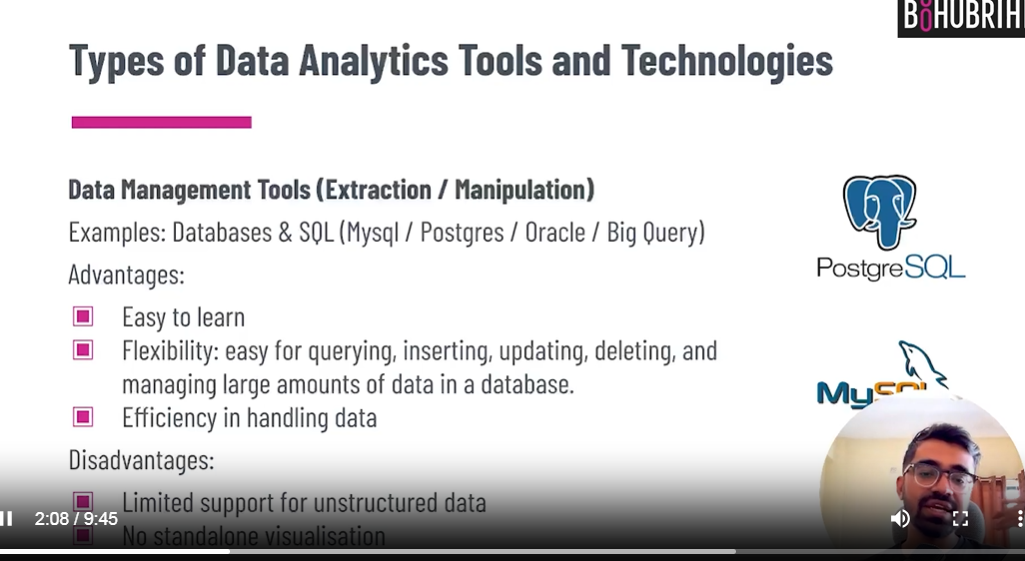 BOHUBRIH
Types of Data Analytics Tools and Technologies
Data Management Tools (Extraction / Manipulation)
Examples: Databases & SQL (Mysql / Postgres / Oracle / Big Query)
Advantages:
Easy to learn
Flexibility: easy for querying, inserting, updating, deleting, and
managing large amounts of data in a database.
Efficiency in handling data
Disadvantages:
Limited support for unstructured data
No standalone visualisation
PostgreSQL
MySQL
2:08 / 9:45